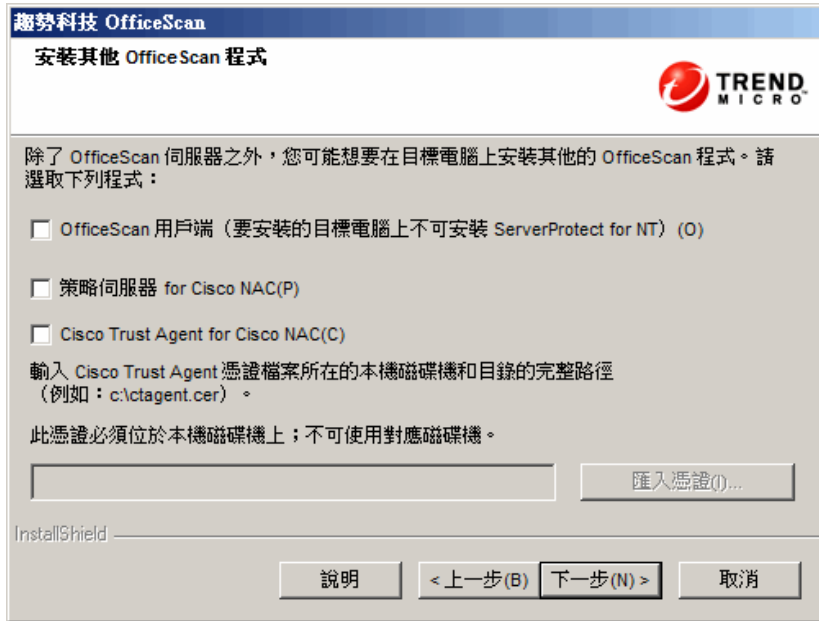 趨勢科技 OfficeScan
安裝其他 OfficeScan 程式
TREND
MICRO
除了 OfficeScan 伺服器之外，您可能想要在目標電腦上安裝其他的 OfficeScan 程式。請
選取下列程式：
OfficeScan 用戶端（要安裝的目標電腦上不可安裝 ServerProtect for NT）(O)
策略伺服器 for Cisco NAC(P)
Cisco Trust Agent for Cisco NAC(C)
輸入 Cisco Trust Agent 憑證檔案所在的本機磁碟機和目錄的完整路徑
（例如：c:\ctagent.cer）。
此憑證必須位於本機磁碟機上；不可使用對應磁碟機。
匯入憑證(I)...
InstallShield
說明
< 上一步(B)
下一步(N) >
取消